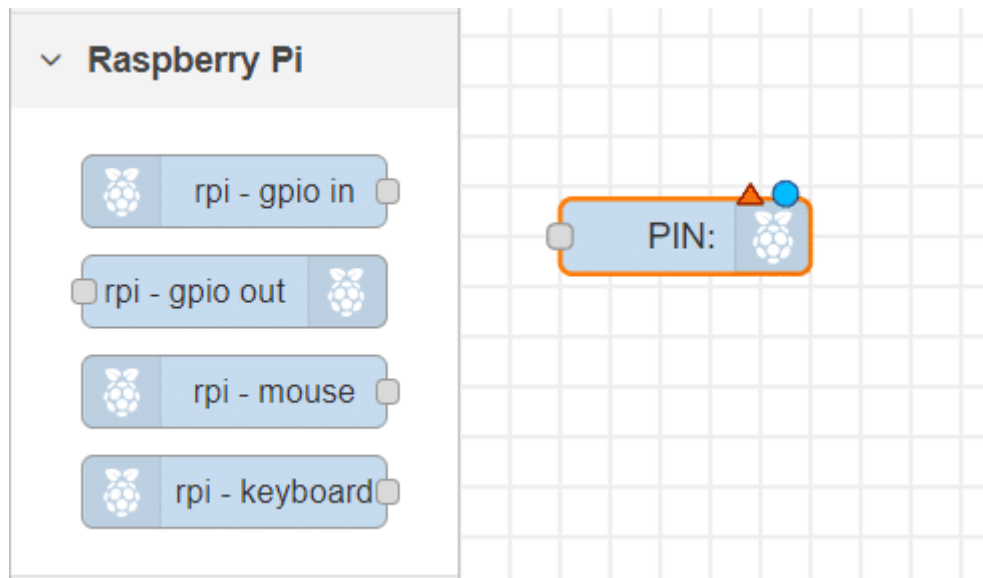 Raspberry Pi
rpi - gpio in
rpi - gpio out
rpi - mouse
rpi - keyboard
PIN: